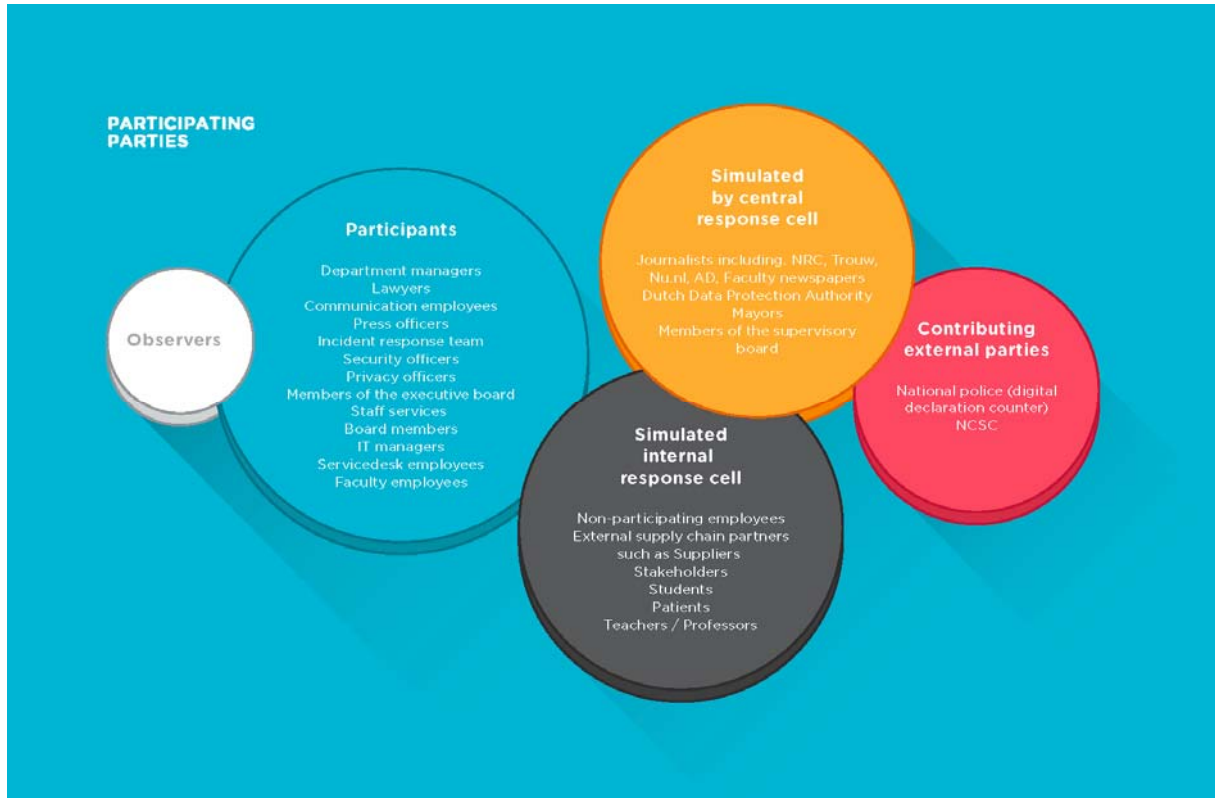 PARTICIPATING
PARTIES
Observers
Participants
Department managers
Lawyers
Communication employees
Press officers
Incident response team
Security officers
Privacy officers
Members of the executive board
Staff services
Board members
IT managers
Servicedesk employees
Faculty employees
Simulated
by central
response cell
Journalists including. NRC, Trouw,
Nu.nl, AD, Faculty newspapers
Dutch Data Protection Authority
Mayors
Members of the supervisory
board
Simulated
internal
response cell
Non-participating employees
External supply chain partners
such as Suppliers
Stakeholders
Students
Patients
Teachers / Professors
Contributing
external parties
National police (digital
declaration counter)
NCSC